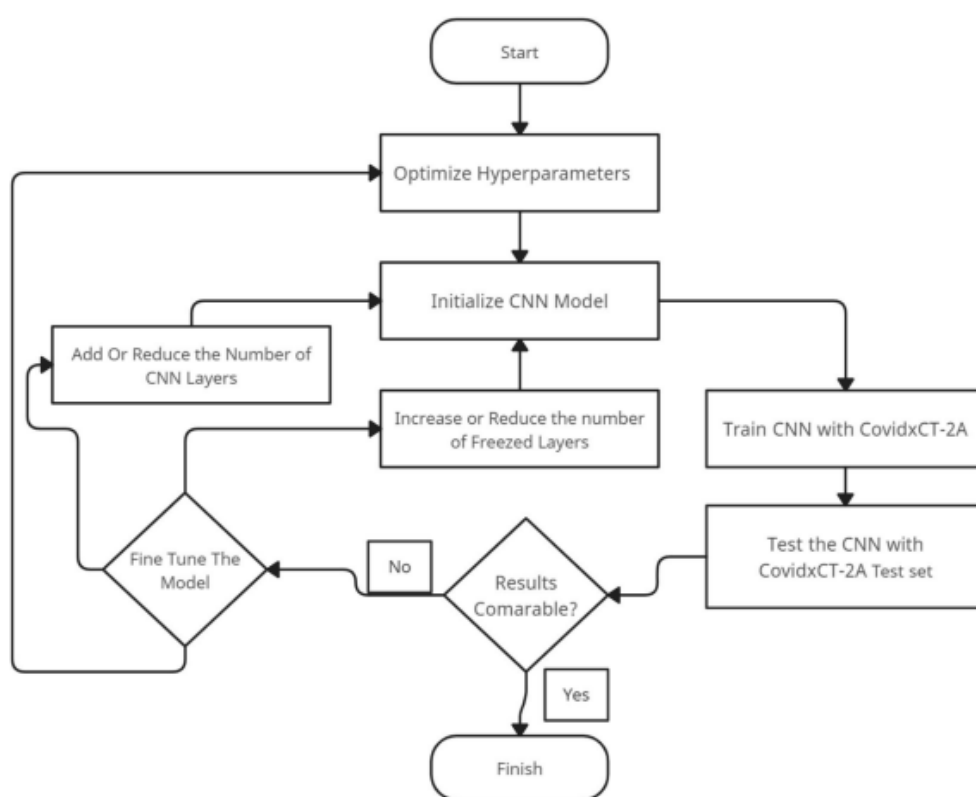 Start
Optimize Hyperparameters
Initialize CNN Model
Add Or Reduce the Number of
CNN Layers
Increase or Reduce the number
of Freezed Layers
Train CNN with CovidxCT-2A
Test the CNN with
CovidxCT-2A Test set
Fine Tune The
Model
No
Results
Comarable?
Yes
Finish